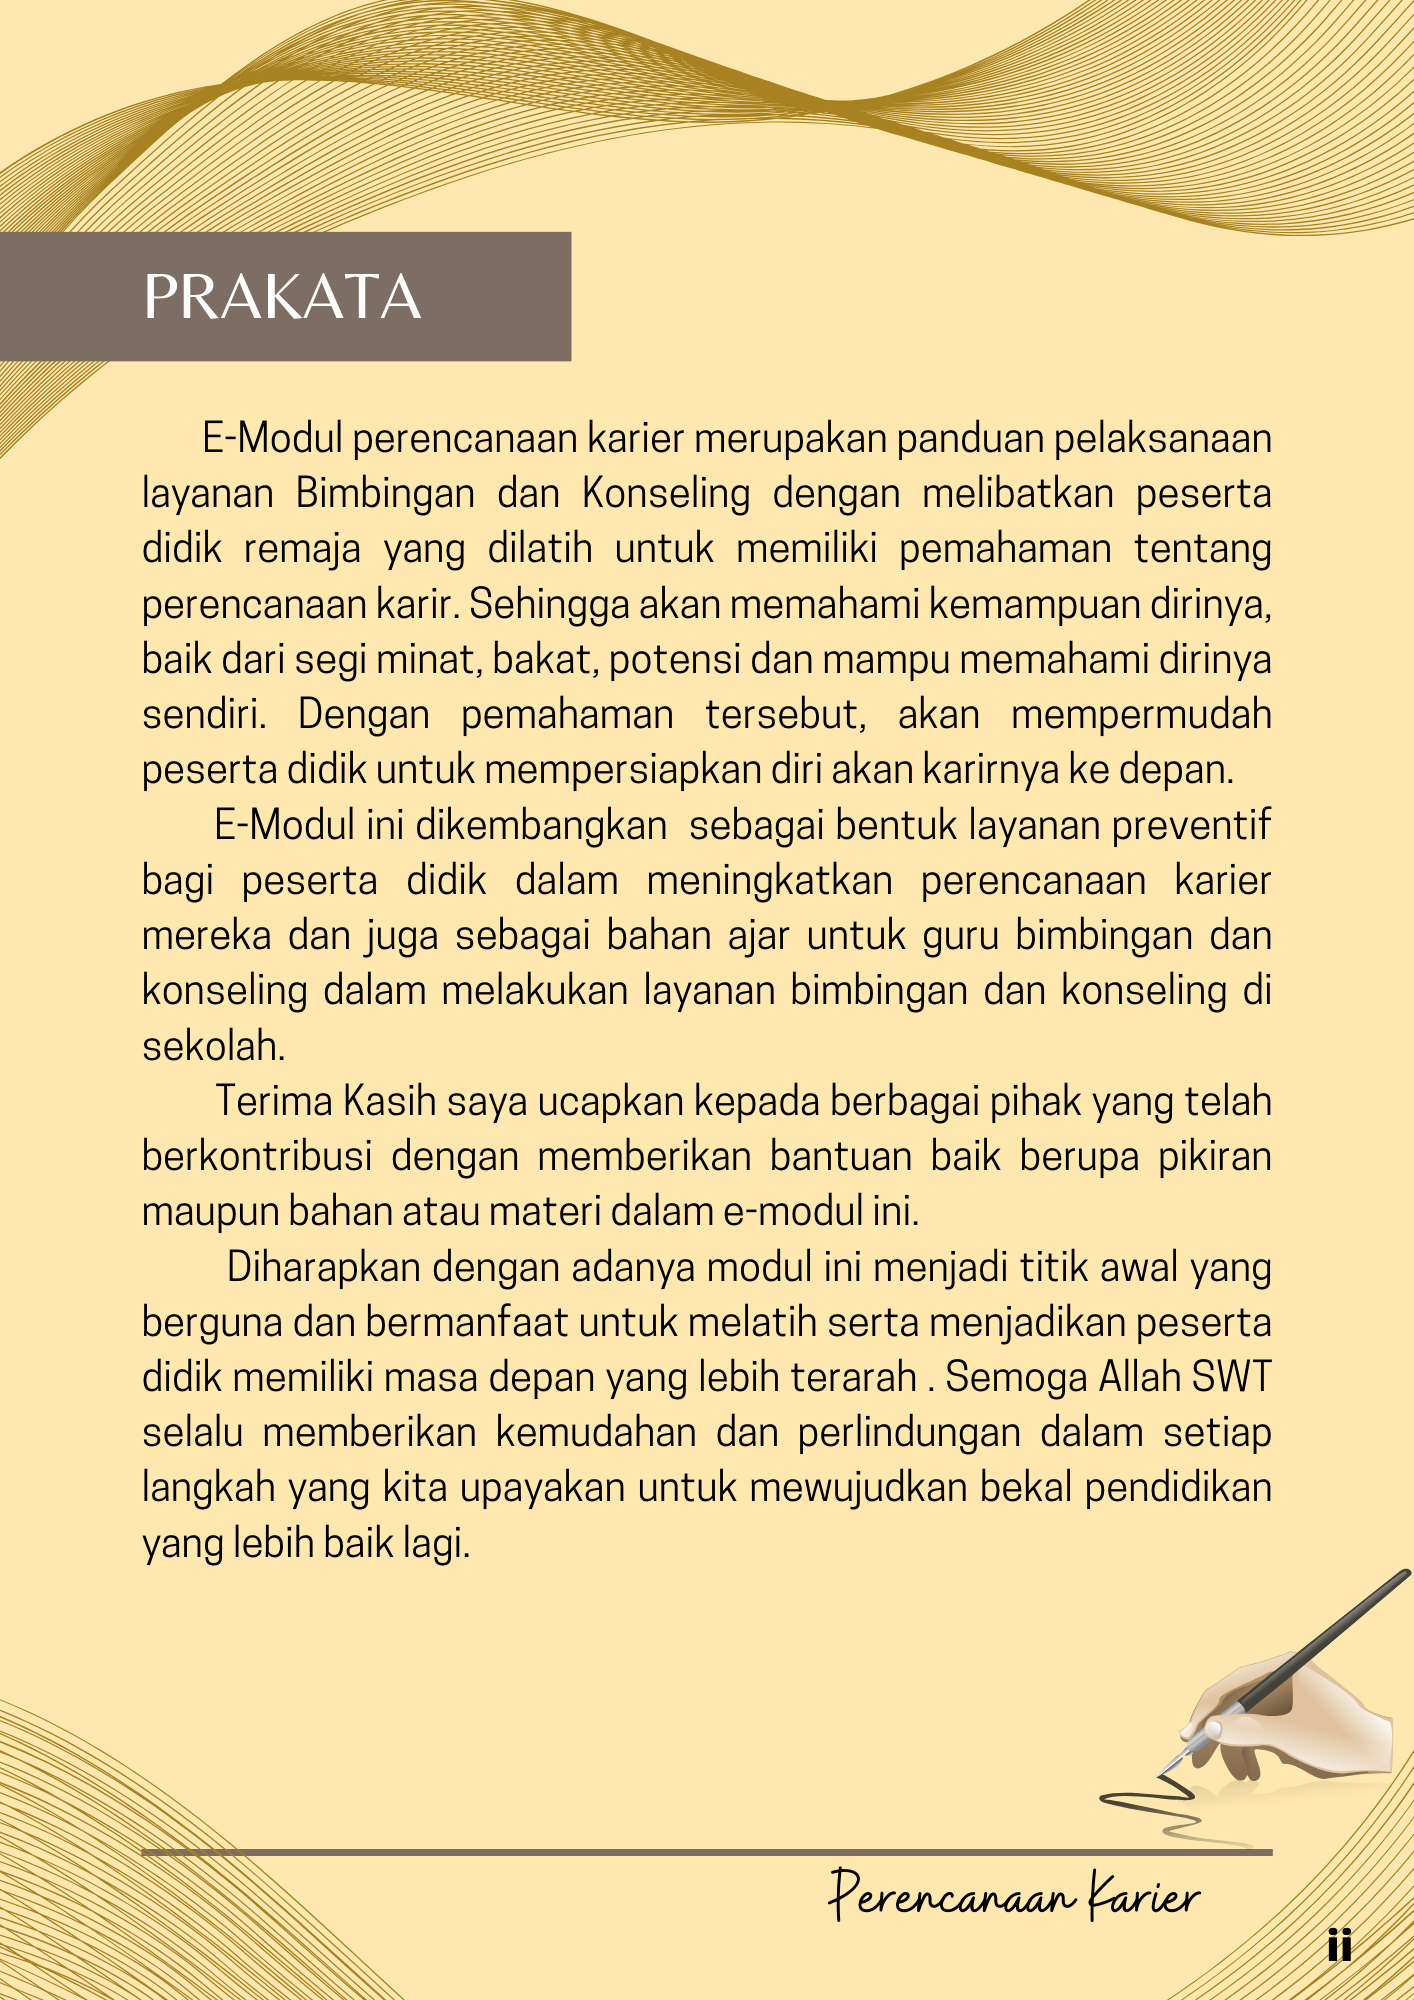 PRAKATA
E-Modul perencanaan karier merupakan panduan pelaksanaan
layanan Bimbingan dan Konseling dengan melibatkan peserta
didik remaja yang dilatih untuk memiliki pemahaman tentang
perencanaan karir. Sehingga akan memahami kemampuan dirinya,
baik dari segi minat, bakat, potensi dan mampu memahami dirinya
sendiri. Dengan pemahaman tersebut, akan mempermudah
peserta didik untuk mempersiapkan diri akan karirnya ke depan.
E-Modul ini dikembangkan sebagai bentuk layanan preventif
bagi peserta didik dalam meningkatkan perencanaan karier
mereka dan juga sebagai bahan ajar untuk guru bimbingan dan
konseling dalam melakukan layanan bimbingan dan konseling di
sekolah.
Terima Kasih saya ucapkan kepada berbagai pihak yang telah
berkontribusi dengan memberikan bantuan baik berupa pikiran
maupun bahan atau materi dalam e-modul ini.
Diharapkan dengan adanya modul ini menjadi titik awal yang
berguna dan bermanfaat untuk melatih serta menjadikan peserta
didik memiliki masa depan yang lebih terarah . Semoga Allah SWT
selalu memberikan kemudahan dan perlindungan dalam setiap
langkah yang kita upayakan untuk mewujudkan bekal pendidikan
yang lebih baik lagi.
Perencanaan Karier
ii